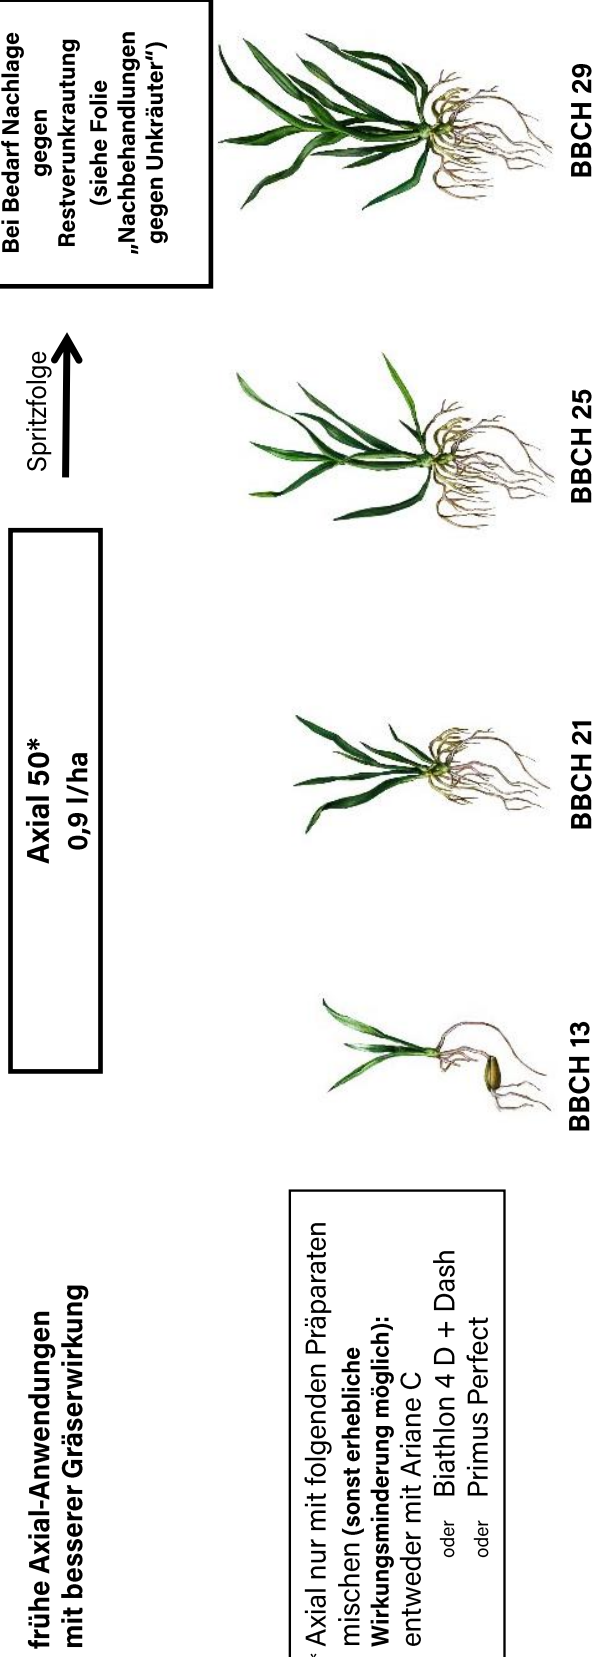 frühe Axial-Anwendungen
mit besserer Gräserwirkung
Axial 50*
0,9 l/ha
Spritzfolge
Bei Bedarf Nachlage
gegen
Restverunkrautung
(siehe Folie
„Nachbehandlungen
gegen Unkräuter“)
* Axial nur mit folgenden Präparaten
mischen (sonst erhebliche
Wirkungsminderung möglich):
entweder mit Ariane C
oder Biathlon 4 D + Dash
oder Primus Perfect
BBCH 13
BBCH 21
BBCH 25
BBCH 29